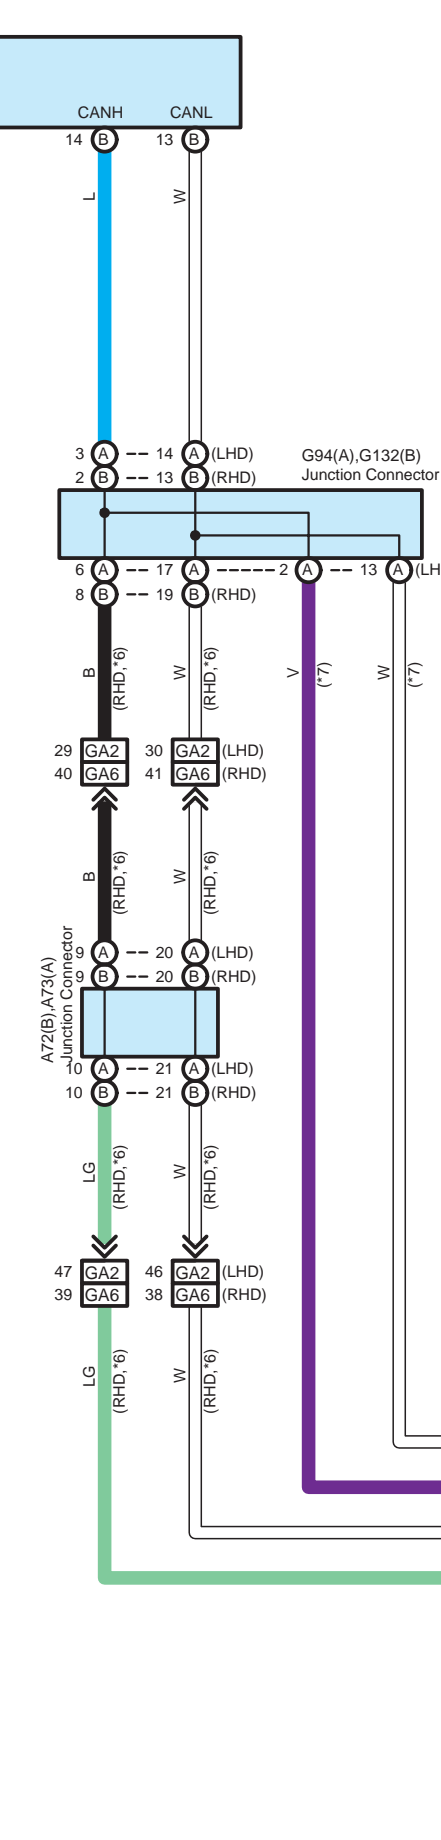 CANH CANL
14 B 13 B
L W
3 A 14 A (LHD)
2 B 13 B (RHD)
G94(A),G132(B)
Junction Connector
6 A 17 A 2 A 13 A (LH
8 B 19 B (RHD)
B (RHD,*6) W (RHD,*6) V (*7) W (*7)
29 GA2 30 GA2 (LHD)
40 GA6 41 GA6 (RHD)
B (RHD,*6) W (RHD,*6)
A72(B),A73(A)
Junction Connector
9 A 20 A (LHD)
9 B 20 B (RHD)
10 A 21 A (LHD)
10 B 21 B (RHD)
LG (RHD,*6) W (RHD,*6)
47 GA2 46 GA2 (LHD)
39 GA6 38 GA6 (RHD)
LG (RHD,*6) W (RHD,*6)